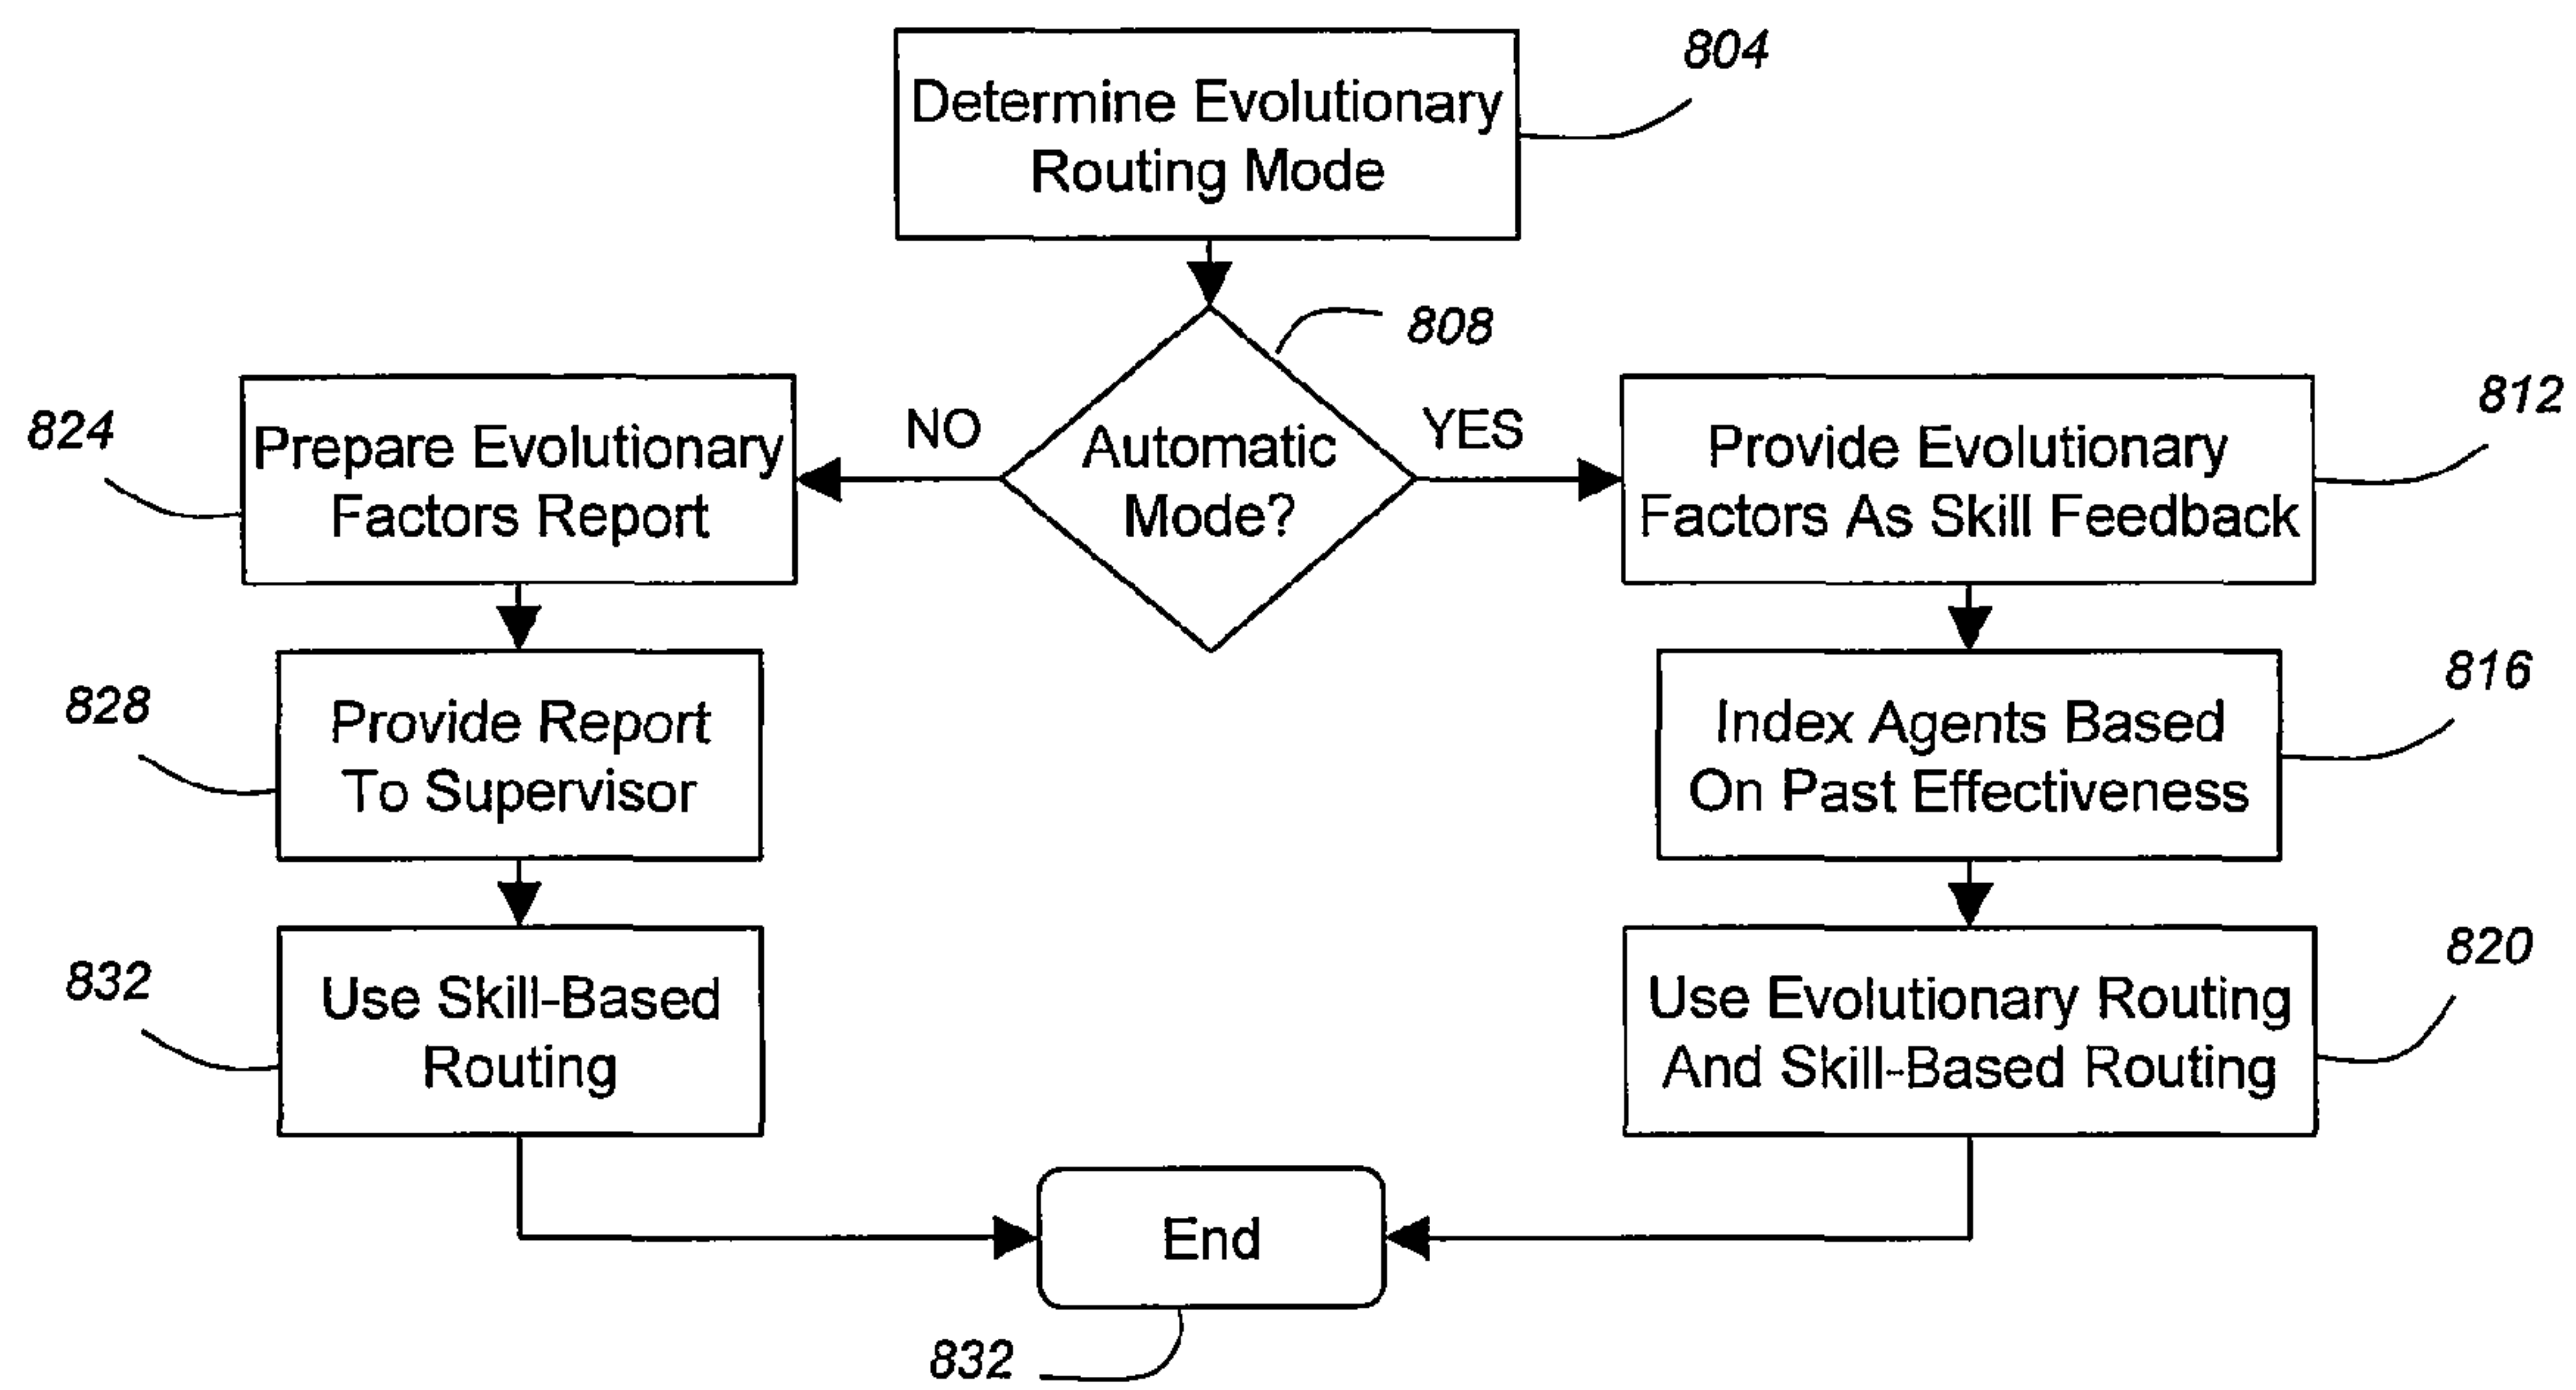 804
Determine Evolutionary
Routing Mode
808
Automatic
Mode?
NO
YES
824
Prepare Evolutionary
Factors Report
812
Provide Evolutionary
Factors As Skill Feedback
828
Provide Report
To Supervisor
816
Index Agents Based
On Past Effectiveness
832
Use Skill-Based
Routing
820
Use Evolutionary Routing
And Skill-Based Routing
End
832